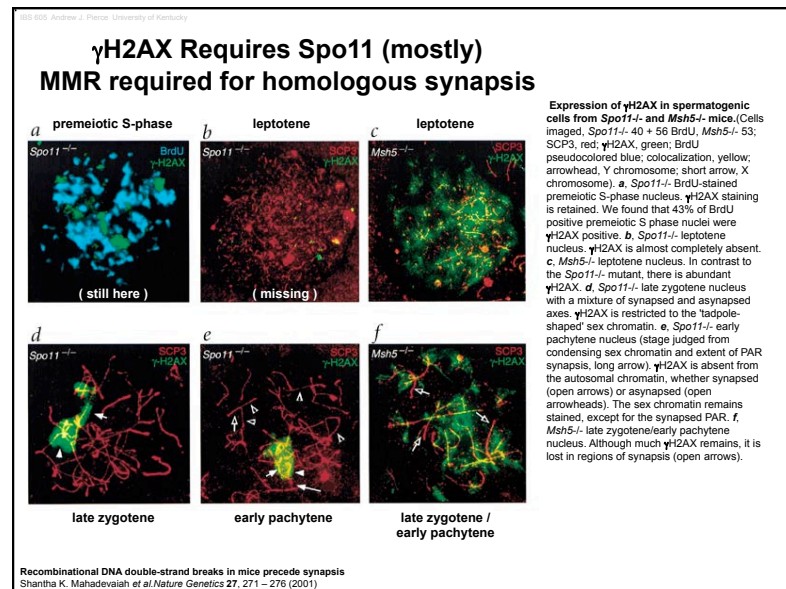 IBS 605 Andrew J. Pierce University of Kentucky
γH2AX Requires Spo11 (mostly)
MMR required for homologous synapsis
premeiotic S-phase
leptotene
leptotene
a
Spo11 −/−
BrdU
γ-H2AX
( still here )
b
Spo11 −/−
SCP3
γ-H2AX
( missing )
c
Msh5 −/−
SCP3
γ-H2AX
d
Spo11 −/−
SCP3
γ-H2AX
e
Spo11 −/−
SCP3
γ-H2AX
f
Msh5 −/−
SCP3
γ-H2AX
late zygotene
early pachytene
late zygotene /
early pachytene
Expression of γH2AX in spermatogenic
cells from Spo11-/- and Msh5-/- mice.(Cells
imaged, Spo11-/- 40 + 56 BrdU, Msh5-/- 53;
SCP3, red; γH2AX, green; BrdU
pseudocolored blue; colocalization, yellow;
arrowhead, Y chromosome; short arrow, X
chromosome). a, Spo11-/- BrdU-stained
premeiotic S-phase nucleus. γH2AX staining
is retained. We found that 43% of BrdU
positive premeiotic S phase nuclei were
γH2AX positive. b, Spo11-/- leptotene
nucleus. γH2AX is almost completely absent.
c, Msh5-/- leptotene nucleus. In contrast to
the Spo11-/- mutant, there is abundant
γH2AX. d, Spo11-/- late zygotene nucleus
with a mixture of synapsed and asynapsed
axes. γH2AX is restricted to the 'tadpole-
shaped' sex chromatin. e, Spo11-/- early
pachytene nucleus (stage judged from
condensing sex chromatin and extent of PAR
synapsis, long arrow). γH2AX is absent from
the autosomal chromatin, whether synapsed
(open arrows) or asynapsed (open
arrowheads). The sex chromatin remains
stained, except for the synapsed PAR. f,
Msh5-/- late zygotene/early pachytene
nucleus. Although much γH2AX remains, it is
lost in regions of synapsis (open arrows).
Recombinational DNA double-strand breaks in mice precede synapsis
Shantha K. Mahadevaiah et al.Nature Genetics 27, 271 – 276 (2001)